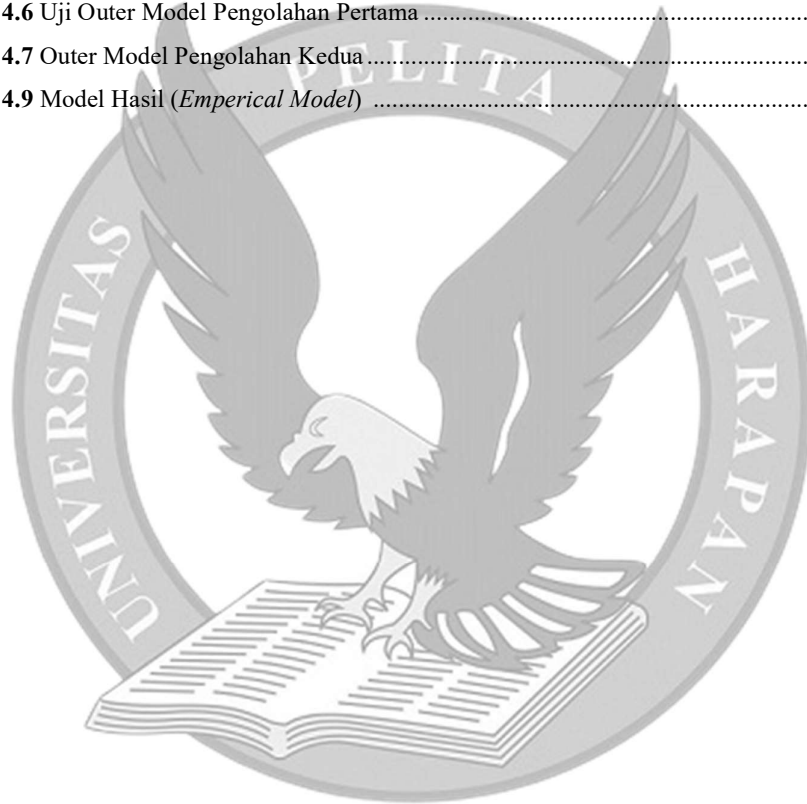 4.6 Uji Outer Model Pengolahan Pertama ................................................................
4.7 Outer Model Pengolahan Kedua ........................................................................
4.9 Model Hasil (Emperical Model) .......................................................................
UNIVERSITAS PELITA HARAPAN